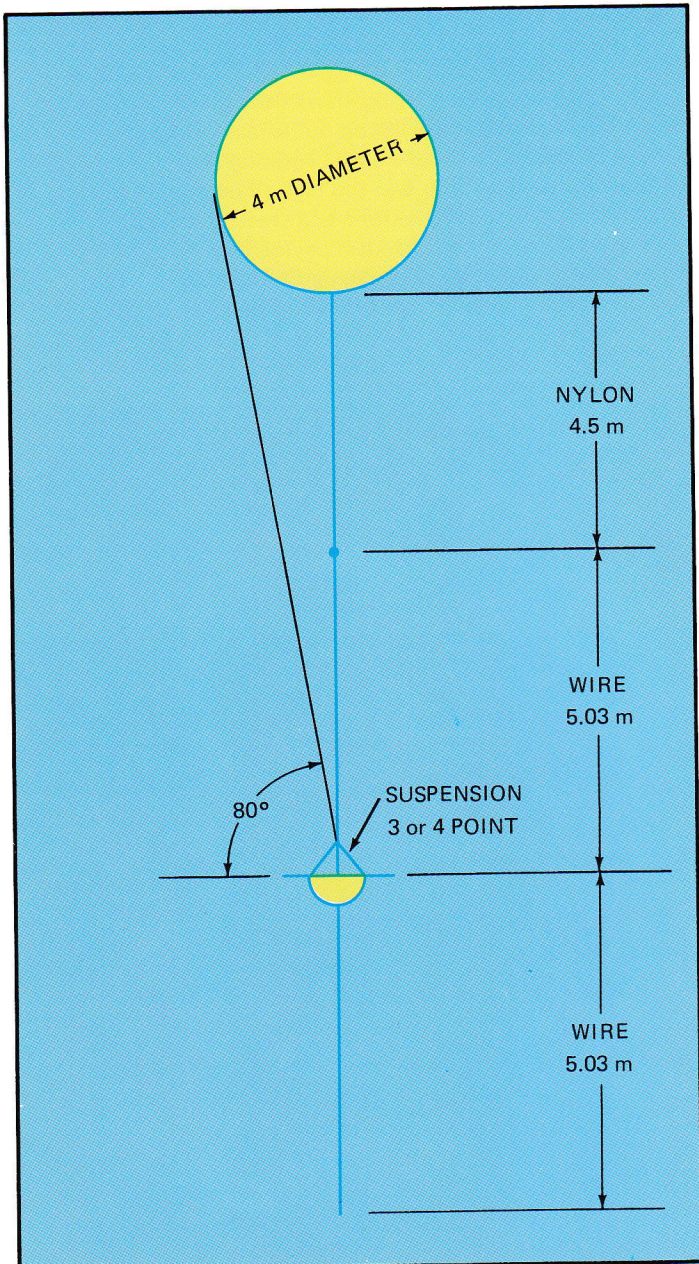 4 m DIAMETER
NYLON
4.5 m
WIRE
5.03 m
80°
SUSPENSION
3 or 4 POINT
WIRE
5.03 m